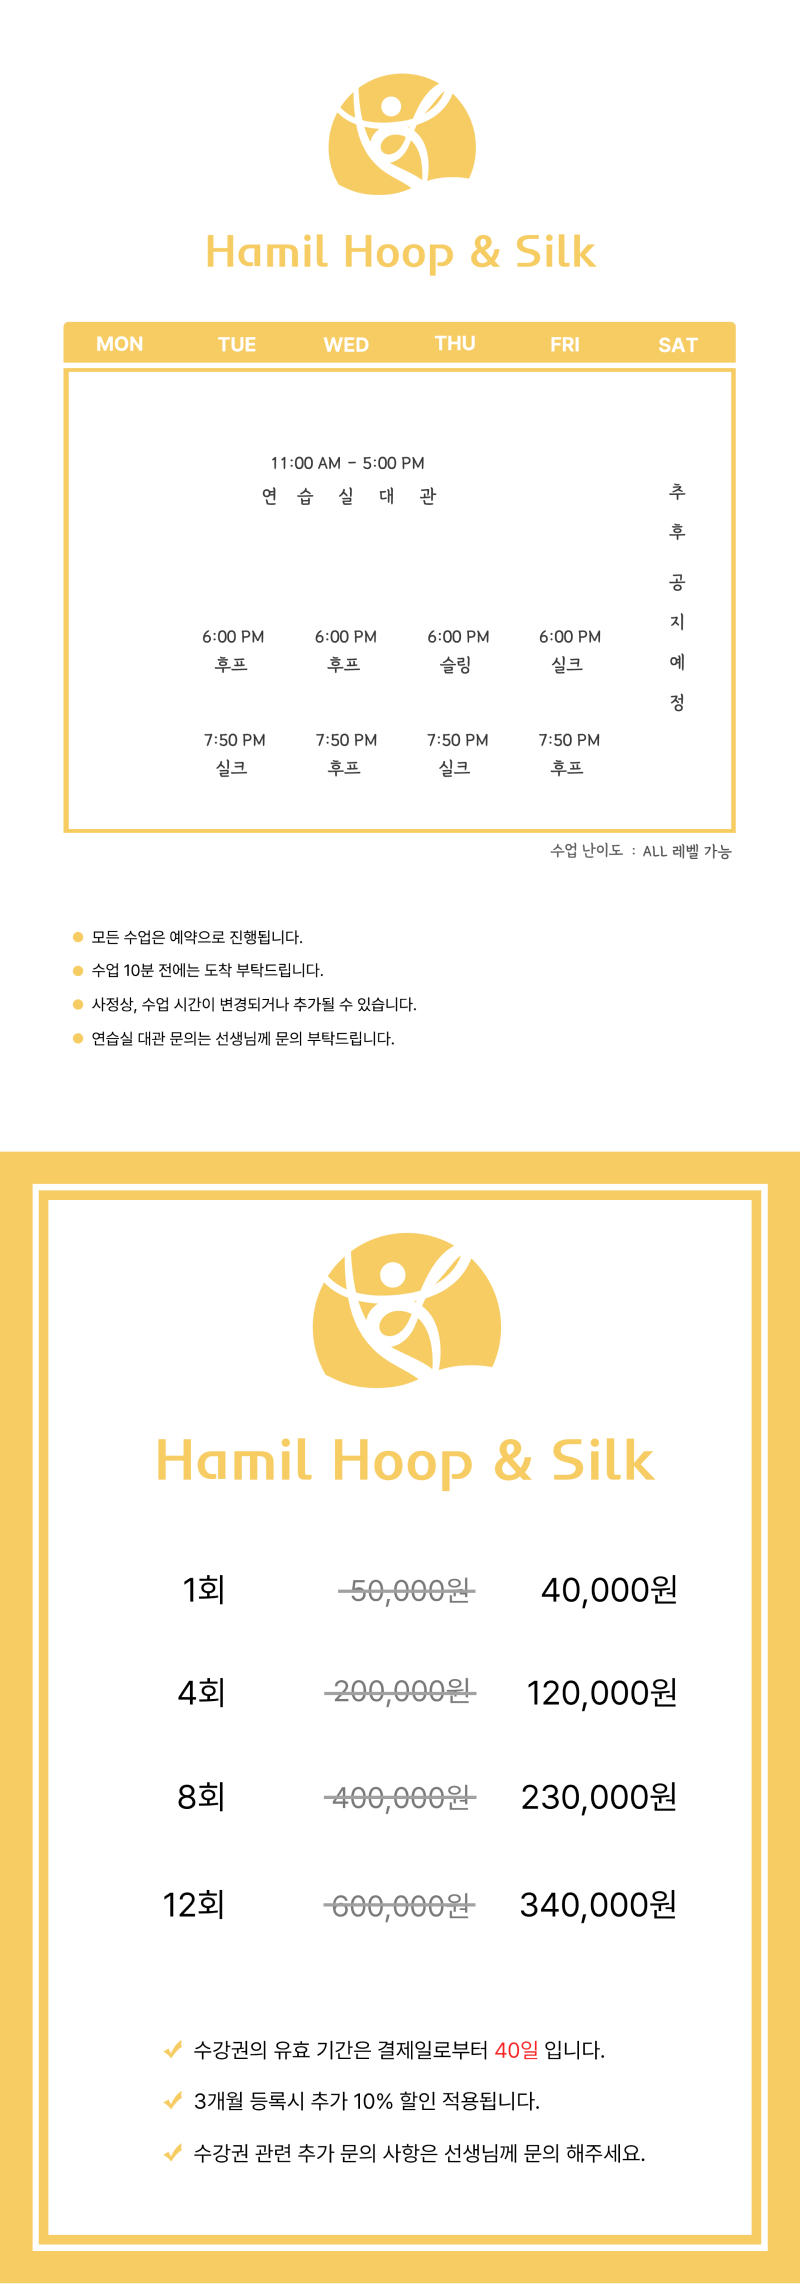 Hamil Hoop & Silk
MON TUE WED THU FRI SAT
11:00 AM - 5:00 PM
연 습 실 대 관
추후 공지예정
6:00 PM 6:00 PM 6:00 PM 6:00 PM
후프 후프 슬링 실크
7:50 PM 7:50 PM 7:50 PM 7:50 PM
실크 후프 실크 후프
수업 난이도 : ALL 레벨 가능
모든 수업은 예약으로 진행됩니다.
수업 10분 전에는 도착 부탁드립니다.
사정상, 수업 시간이 변경되거나 추가될 수 있습니다.
연습실 대관 문의는 선생님께 문의 부탁드립니다.
Hamil Hoop & Silk
1회 50,000원 40,000원
4회 200,000원 120,000원
8회 400,000원 230,000원
12회 600,000원 340,000원
수강권의 유효 기간은 결제일로부터 40일 입니다.
3개월 등록시 추가 10% 할인 적용됩니다.
수강권 관련 추가 문의 사항은 선생님께 문의 해주세요.